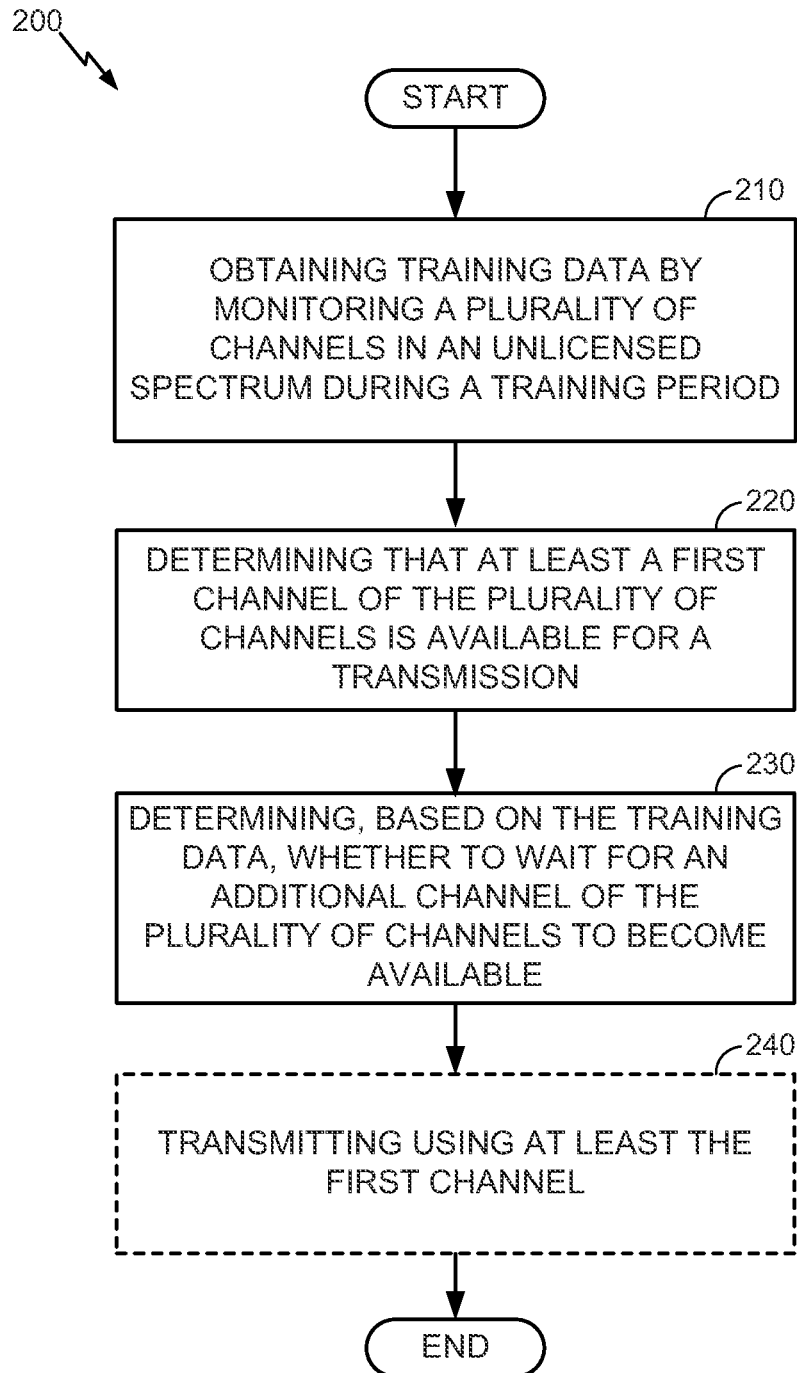 200
START
210
OBTAINING TRAINING DATA BY
MONITORING A PLURALITY OF
CHANNELS IN AN UNLICENSED
SPECTRUM DURING A TRAINING PERIOD
220
DETERMINING THAT AT LEAST A FIRST
CHANNEL OF THE PLURALITY OF
CHANNELS IS AVAILABLE FOR A
TRANSMISSION
230
DETERMINING, BASED ON THE TRAINING
DATA, WHETHER TO WAIT FOR AN
ADDITIONAL CHANNEL OF THE
PLURALITY OF CHANNELS TO BECOME
AVAILABLE
240
TRANSMITTING USING AT LEAST THE
FIRST CHANNEL
END